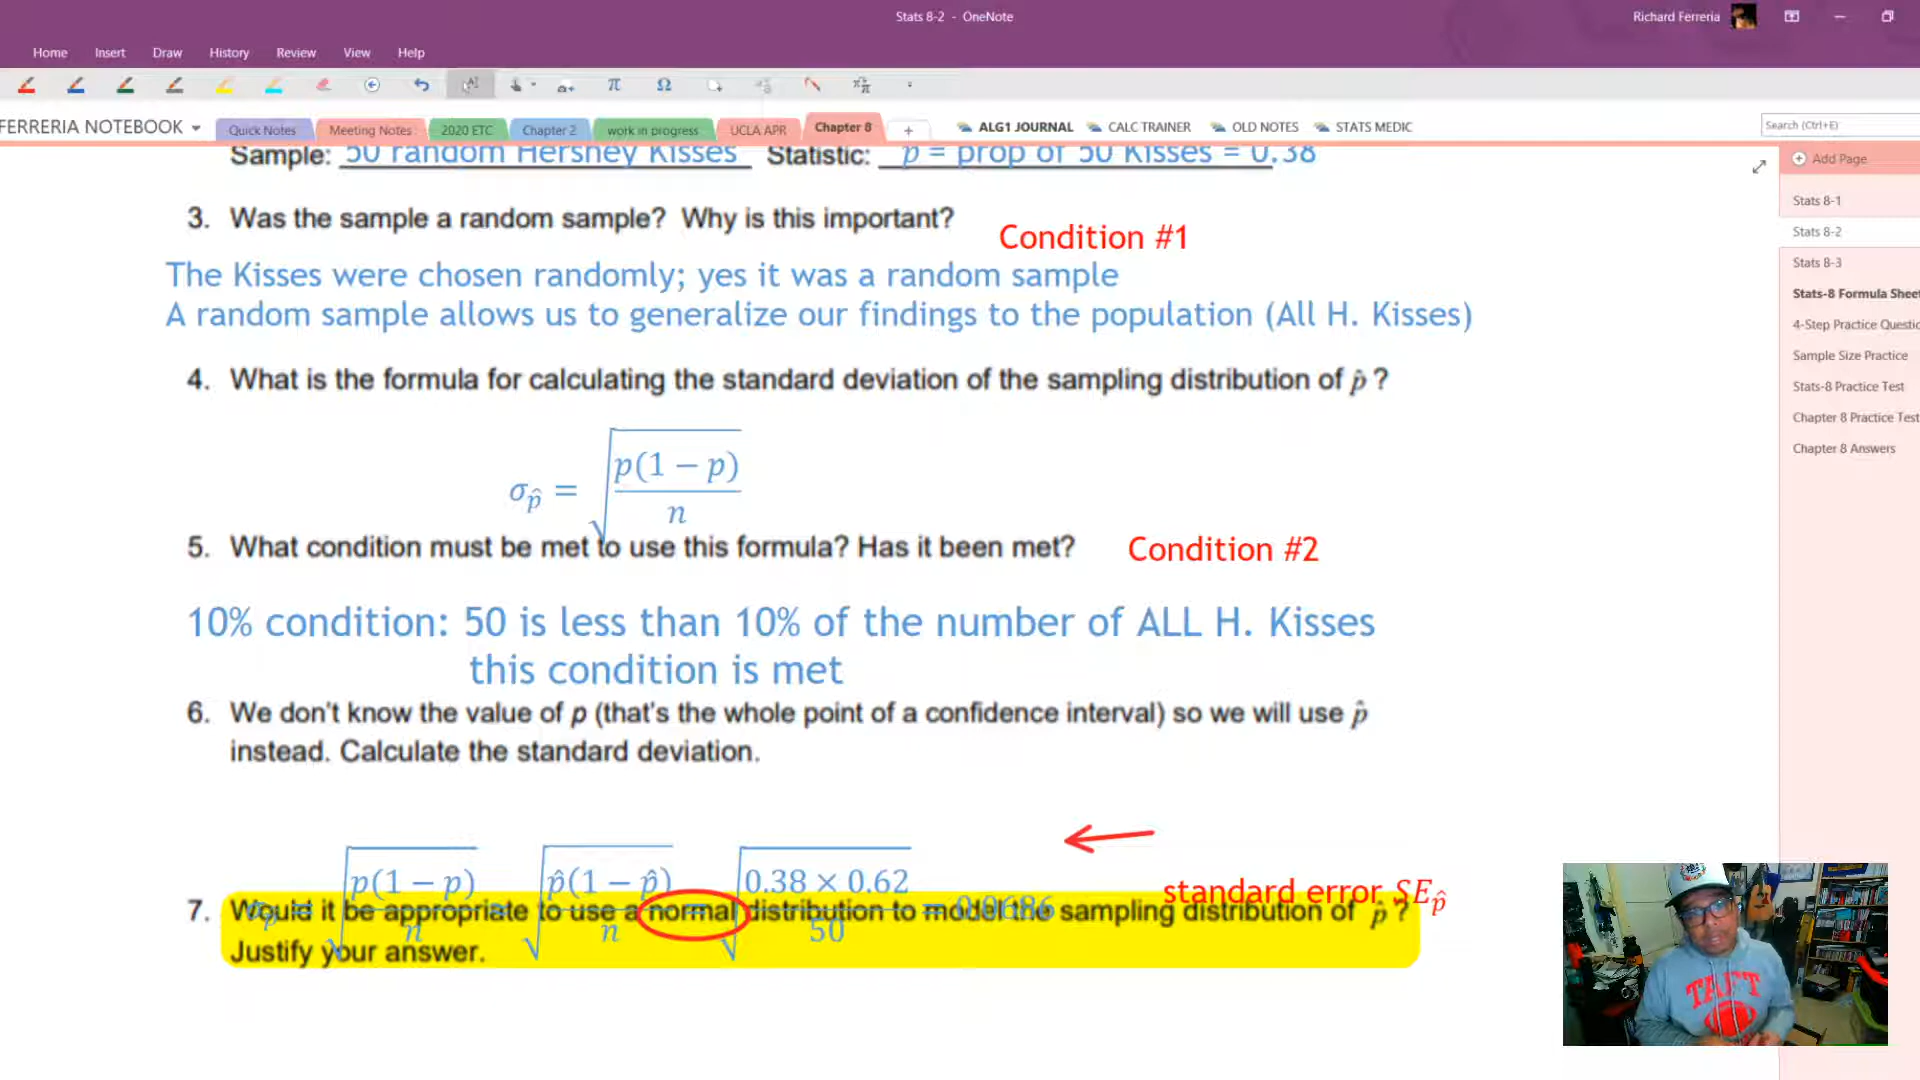 Stats 8-2 - OneNote
Richard Ferreria
Home Insert Draw History Review View Help
FERRERIA NOTEBOOK
Quick Notes Meeting Notes 2020 ETC Chapter 2 work in progress UCLA APR Chapter 8 +
ALG1 JOURNAL CALC TRAINER OLD NOTES STATS MEDIC
Search (Ctrl+E)
Add Page
Stats 8-1
Stats 8-2
Stats 8-3
Stats-8 Formula Sheet
4-Step Practice Questio
Sample Size Practice
Stats-8 Practice Test
Chapter 8 Practice Test
Chapter 8 Answers
Sample: 50 random Hershey Kisses Statistic: p̂ = prop of 50 Kisses = 0.38
3. Was the sample a random sample? Why is this important?
Condition #1
The Kisses were chosen randomly; yes it was a random sample
A random sample allows us to generalize our findings to the population (All H. Kisses)
4. What is the formula for calculating the standard deviation of the sampling distribution of p̂ ?
σp̂ = √(p(1 − p)/n)
5. What condition must be met to use this formula? Has it been met?
Condition #2
10% condition: 50 is less than 10% of the number of ALL H. Kisses
this condition is met
6. We don't know the value of p (that's the whole point of a confidence interval) so we will use p̂
instead. Calculate the standard deviation.
σp̂ = √(p(1 − p)/n) = √(p̂(1 − p̂)/n) = √(0.38 × 0.62/50) = 0.0686
standard error SEp̂
7. Would it be appropriate to use a normal distribution to model the sampling distribution of p̂ ?
Justify your answer.
TAFT